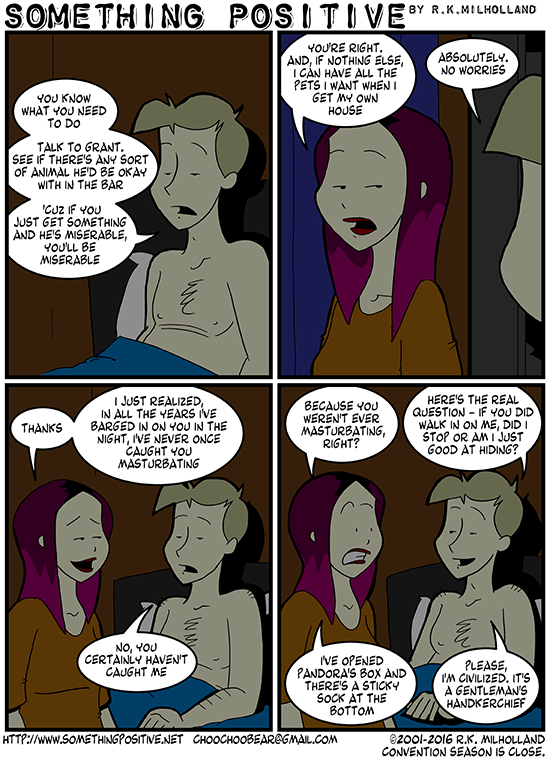 SOMETHING POSITIVE BY R.K.MILHOLLAND
YOU KNOW
WHAT YOU NEED
TO DO
TALK TO GRANT.
SEE IF THERE'S ANY SORT
OF ANIMAL HE'D BE OKAY
WITH IN THE BAR
'CUZ IF YOU
JUST GET SOMETHING
AND HE'S MISERABLE,
YOU'LL BE
MISERABLE
YOU'RE RIGHT.
AND, IF NOTHING ELSE,
I CAN HAVE ALL THE
PETS I WANT WHEN I
GET MY OWN
HOUSE
ABSOLUTELY.
NO WORRIES
THANKS
I JUST REALIZED,
IN ALL THE YEARS I'VE
BARGED IN ON YOU IN THE
NIGHT, I'VE NEVER ONCE
CAUGHT YOU
MASTURBATING
NO, YOU
CERTAINLY HAVEN'T
CAUGHT ME
BECAUSE YOU
WEREN'T EVER
MASTURBATING,
RIGHT?
HERE'S THE REAL
QUESTION - IF YOU DID
WALK IN ON ME, DID I
STOP OR AM I JUST
GOOD AT HIDING?
I'VE OPENED
PANDORA'S BOX AND
THERE'S A STICKY
SOCK AT THE
BOTTOM
PLEASE,
I'M CIVILIZED. IT'S
A GENTLEMAN'S
HANDKERCHIEF
HTTP://WWW.SOMETHINGPOSITIVE.NET CHOOCHOOBEAR@GMAIL.COM
©2001-2016 R.K. MILHOLLAND
CONVENTION SEASON IS CLOSE.